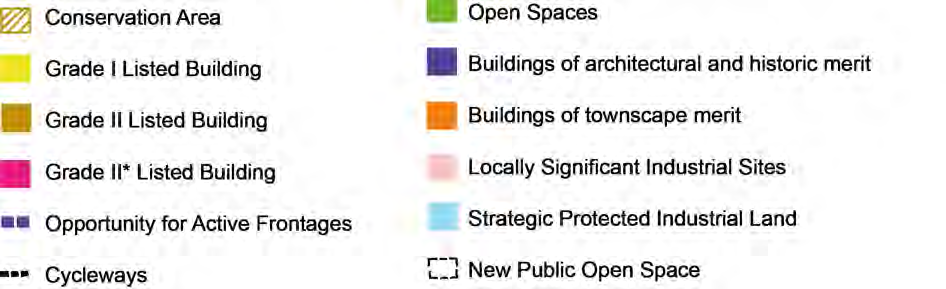 Conservation Area
Grade I Listed Building
Grade II Listed Building
Grade II* Listed Building
Opportunity for Active Frontages
Cycleways
Open Spaces
Buildings of architectural and historic merit
Buildings of townscape merit
Locally Significant Industrial Sites
Strategic Protected Industrial Land
New Public Open Space